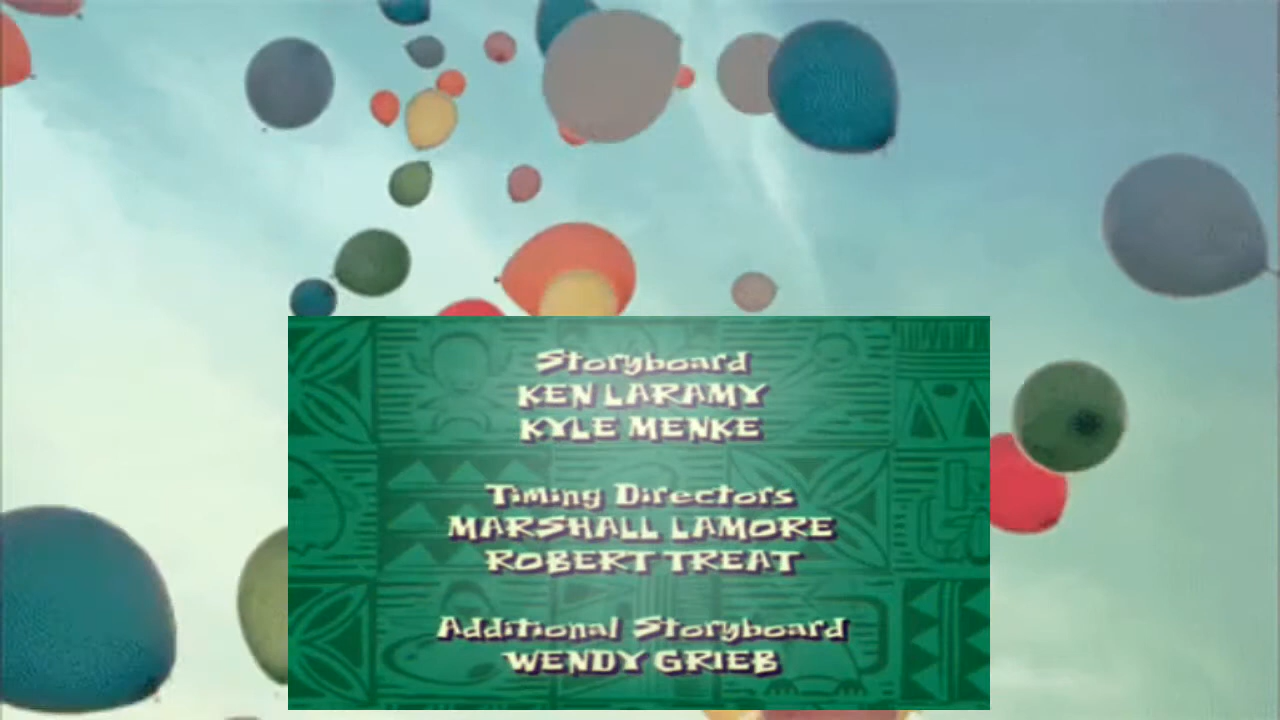 Storyboard
KEN LARAMY
KYLE MENKE
Timing Directors
MARSHALL LAMORE
ROBERT TREAT
Additional Storyboard
WENDY GRIEB